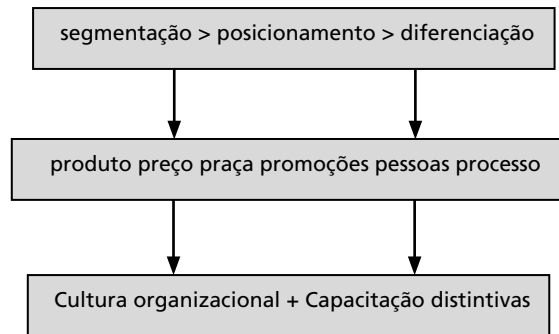 segmentação > posicionamento > diferenciação
produto preço praça promoções pessoas processo
Cultura organizacional + Capacitação distintivas